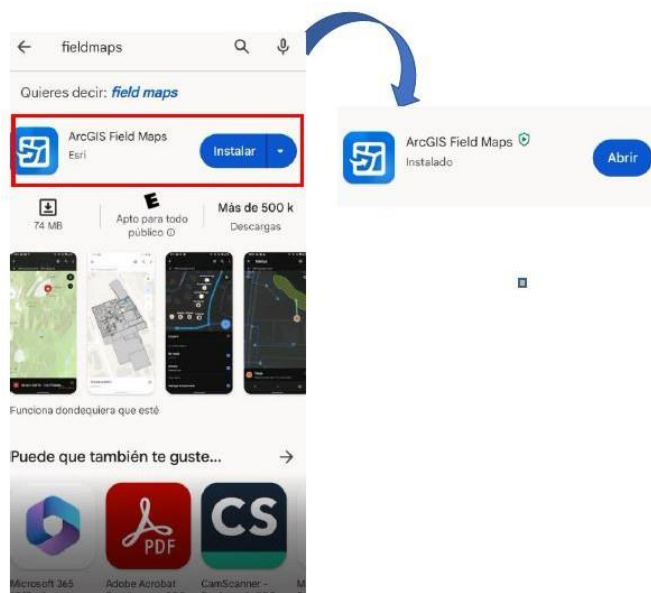 fieldmaps
Quieres decir: field maps
ArcGIS Field Maps
Esri
Instalar
E
74 MB
Apto para todo
público
Más de 500 k
Descargas
Funciona dondequiera que esté
Puede que también te guste...
PDF
CS
Microsoft 365
Adobe Acrobat
CamScanner -
ArcGIS Field Maps
Instalado
Abrir